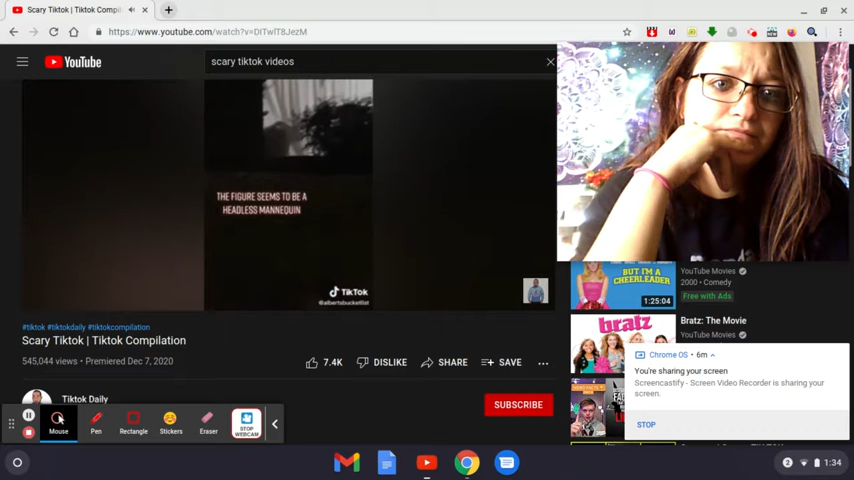 Scary Tiktok | Tiktok Compilat
https://www.youtube.com/watch?v=DITwlT8JezM
YouTube
scary tiktok videos
THE FIGURE SEEMS TO BE A
HEADLESS MANNEQUIN
TikTok
@albertsbucketlist
BUT I'M A
CHEERLEADER
1:25:04
YouTube Movies
2000 • Comedy
Free with Ads
bratz
Bratz: The Movie
YouTube Movies
#tiktok #tiktokdaily #tiktokcompilation
Scary Tiktok | TikTok Compilation
545,044 views • Premiered Dec 7, 2020
7.4K
DISLIKE
SHARE
SAVE
Tiktok Daily
SUBSCRIBE
Chrome OS • 6m
You're sharing your screen
Screencastify - Screen Video Recorder is sharing your
screen.
STOP
Mouse
Pen
Rectangle
Stickers
Eraser
STOP
WEBCAM
2
1:34